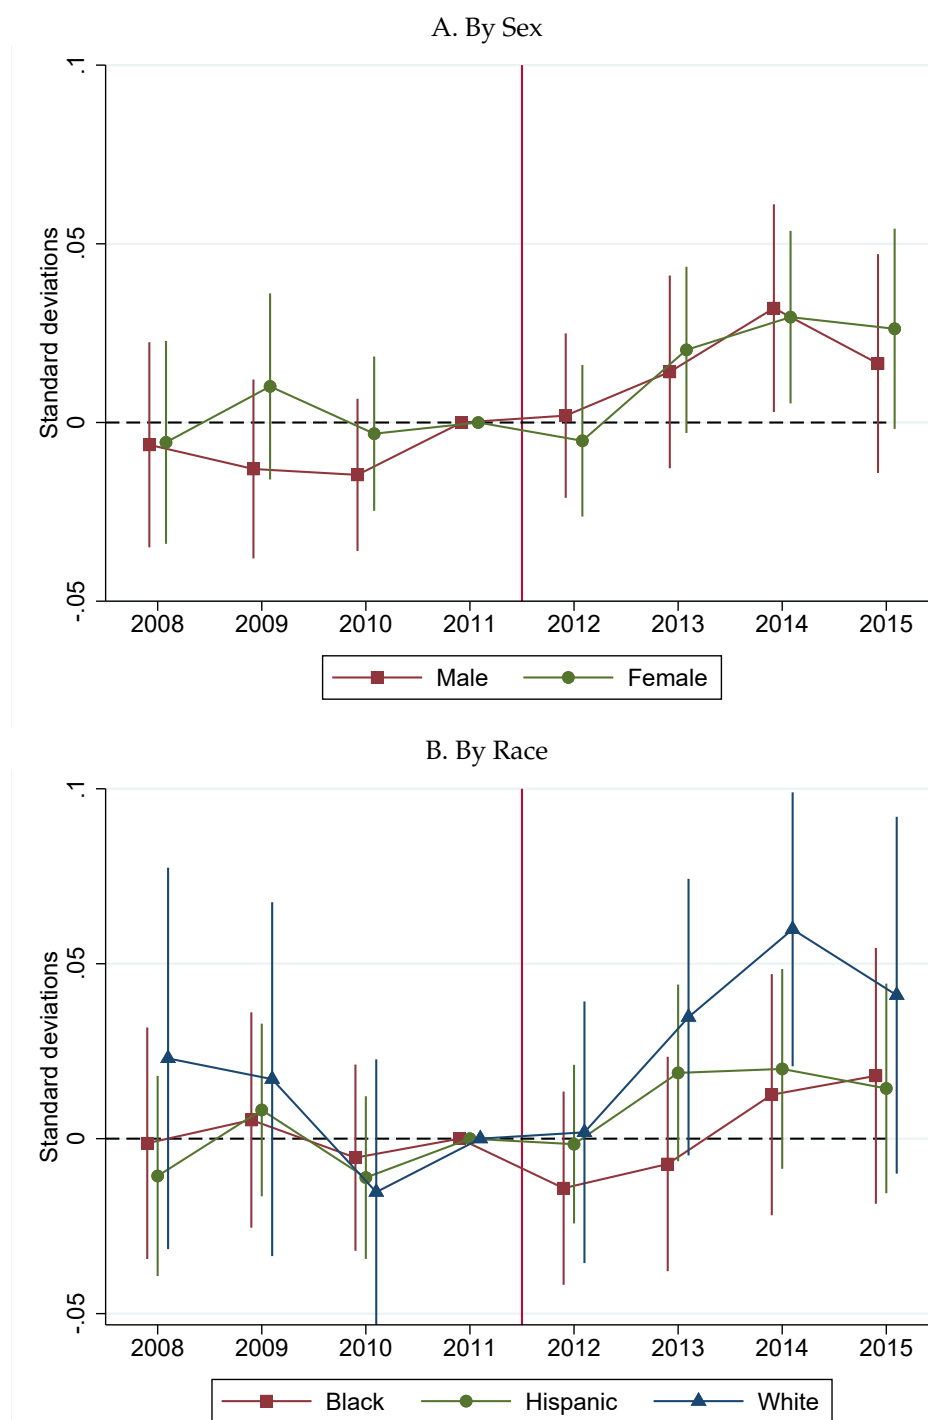 A. By Sex
.1
.05
0
-.05
Standard deviations
2008 2009 2010 2011 2012 2013 2014 2015
Male Female
B. By Race
.1
.05
0
-.05
Standard deviations
2008 2009 2010 2011 2012 2013 2014 2015
Black Hispanic White